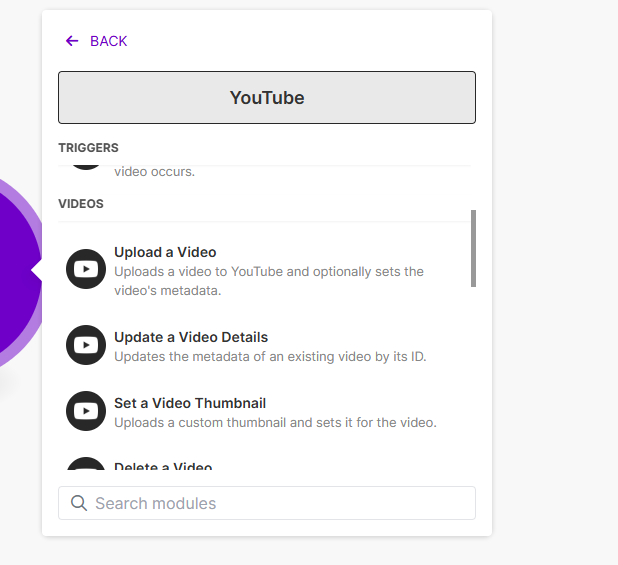 BACK
YouTube
TRIGGERS
video occurs.
VIDEOS
Upload a Video
Uploads a video to YouTube and optionally sets the
video's metadata.
Update a Video Details
Updates the metadata of an existing video by its ID.
Set a Video Thumbnail
Uploads a custom thumbnail and sets it for the video.
Delete a Video
Search modules